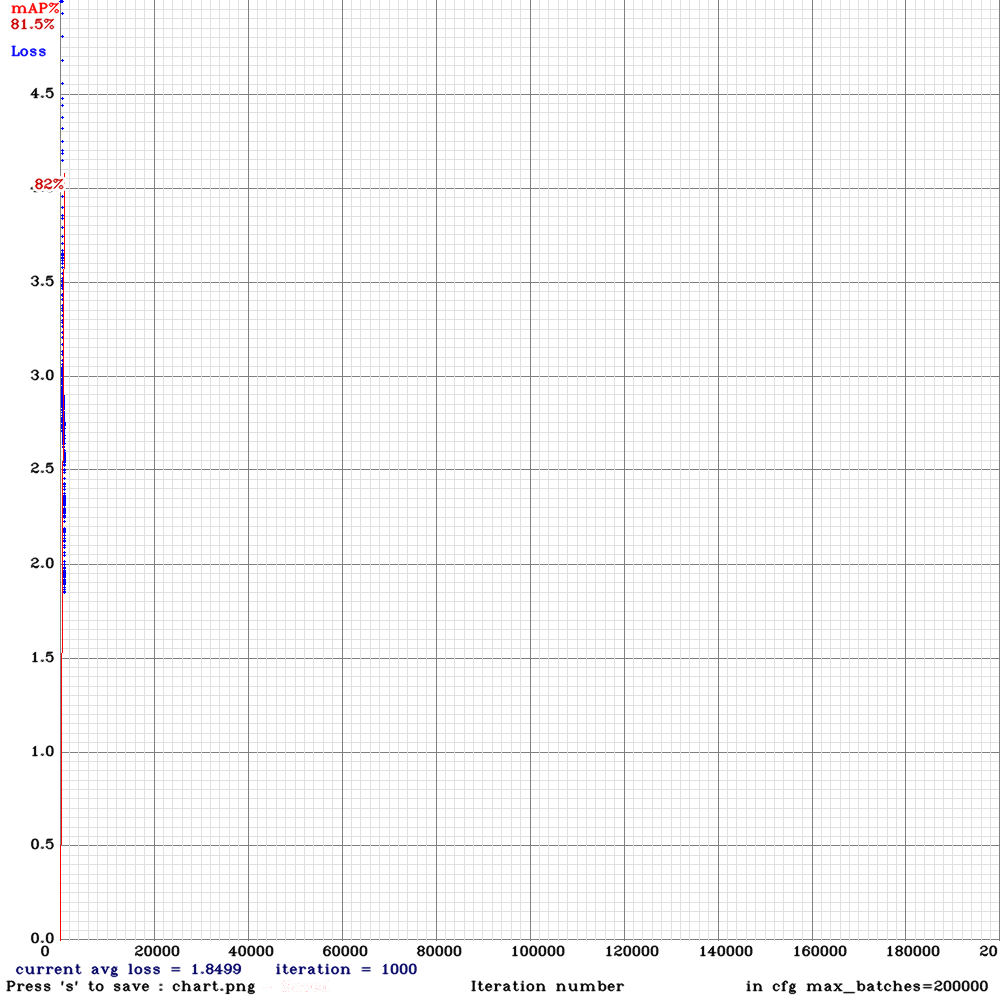 mAP%
81.5%
Loss
4.5
82%
3.5
3.0
2.5
2.0
1.5
1.0
0.5
0.0
0 20000 40000 60000 80000 100000 120000 140000 160000 180000 20
current avg loss = 1.8499 iteration = 1000
Press 's' to save : chart.png Iteration number in cfg max_batches=200000